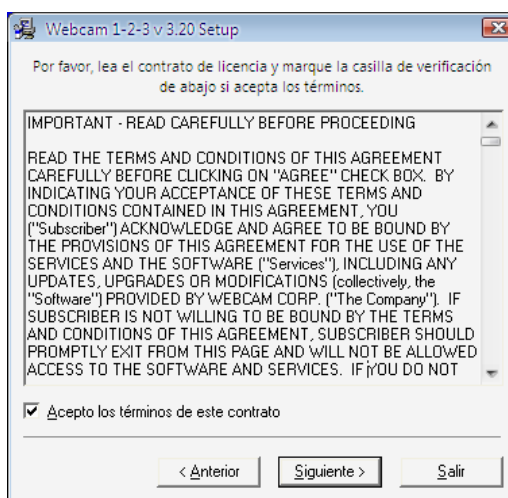 Webcam 1-2-3 v 3.20 Setup
Por favor, lea el contrato de licencia y marque la casilla de verificación
de abajo si acepta los términos.
IMPORTANT - READ CAREFULLY BEFORE PROCEEDING
READ THE TERMS AND CONDITIONS OF THIS AGREEMENT
CAREFULLY BEFORE CLICKING ON "AGREE" CHECK BOX. BY
INDICATING YOUR ACCEPTANCE OF THESE TERMS AND
CONDITIONS CONTAINED IN THIS AGREEMENT, YOU
("Subscriber") ACKNOWLEDGE AND AGREE TO BE BOUND BY
THE PROVISIONS OF THIS AGREEMENT FOR THE USE OF THE
SERVICES AND THE SOFTWARE ("Services"), INCLUDING ANY
UPDATES, UPGRADES OR MODIFICATIONS (collectively, the
"Software") PROVIDED BY WEBCAM CORP. ("The Company"). IF
SUBSCRIBER IS NOT WILLING TO BE BOUND BY THE TERMS
AND CONDITIONS OF THIS AGREEMENT, SUBSCRIBER SHOULD
PROMPTLY EXIT FROM THIS PAGE AND WILL NOT BE ALLOWED
ACCESS TO THE SOFTWARE AND SERVICES. IF YOU DO NOT
Acepto los términos de este contrato
< Anterior
Siguiente >
Salir